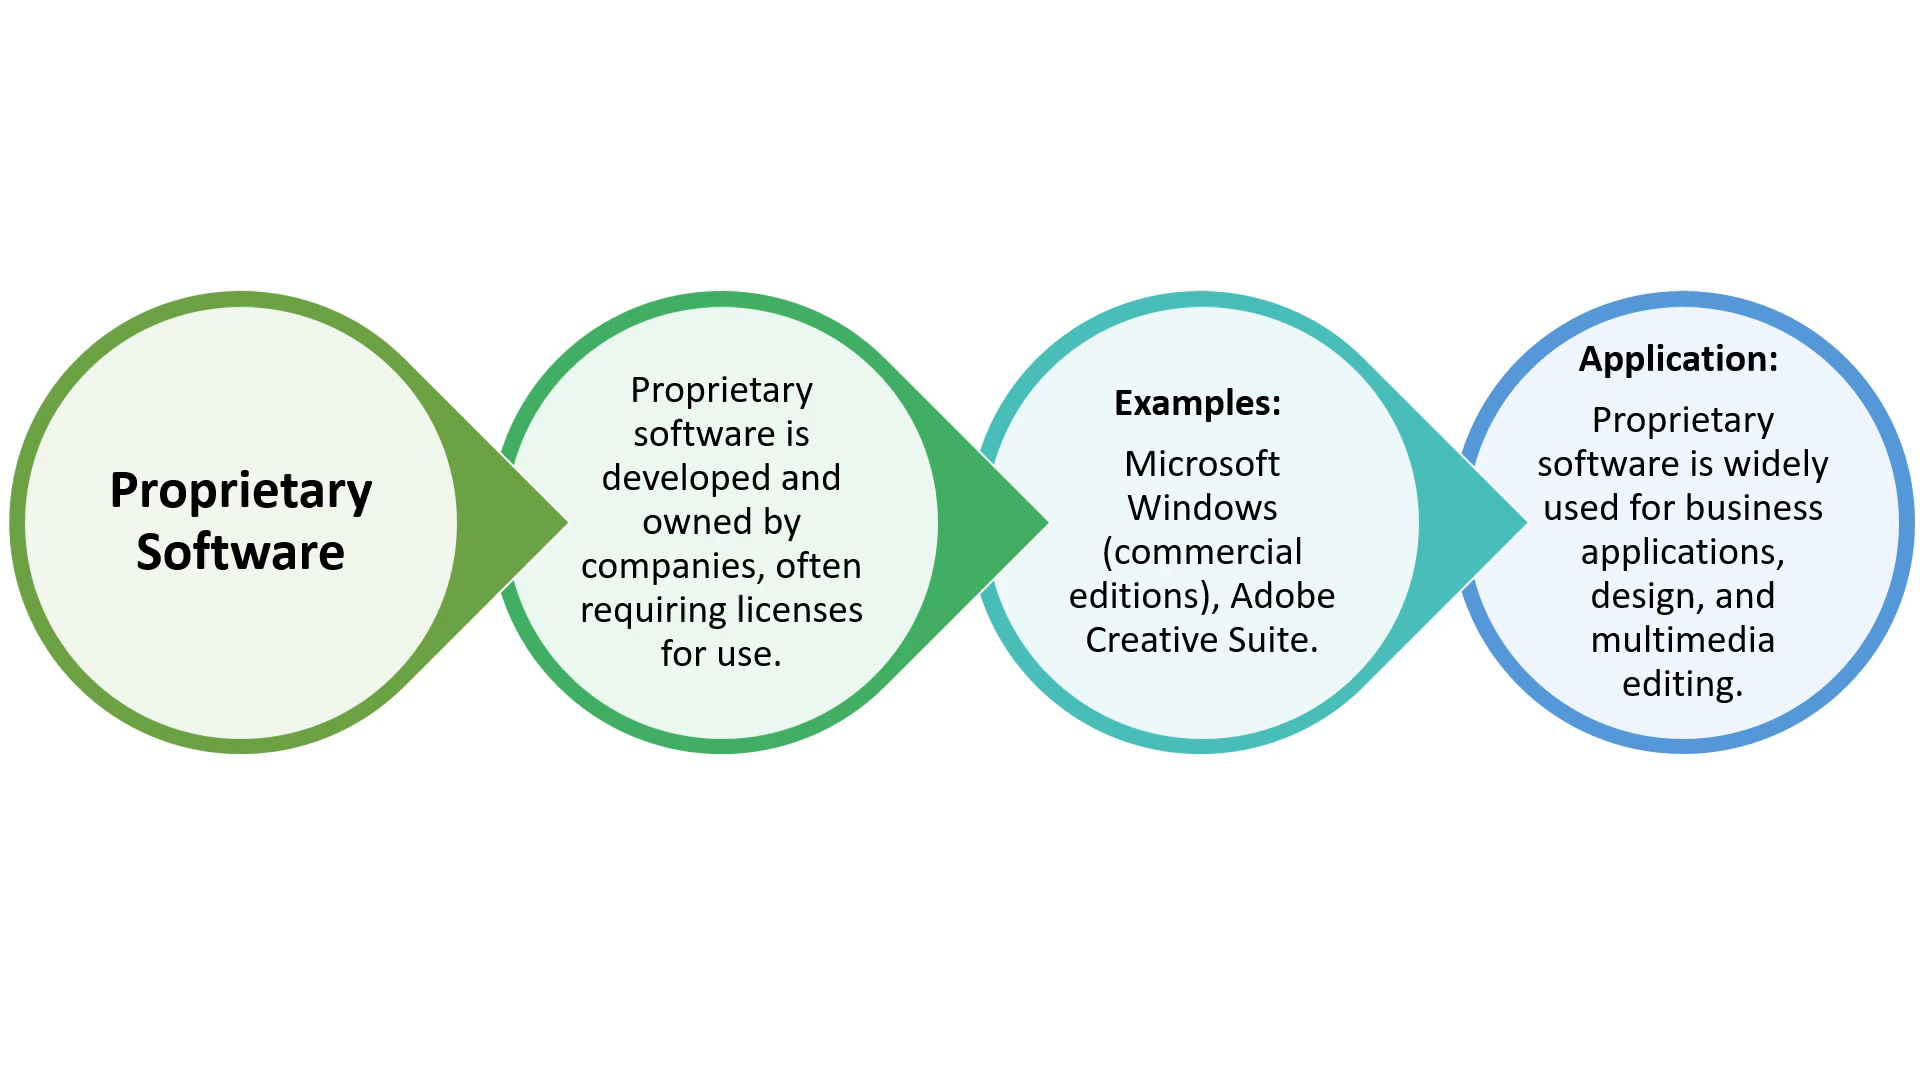 Proprietary
Software
Proprietary
software is
developed and
owned by
companies, often
requiring licenses
for use.
Examples:
Microsoft
Windows
(commercial
editions), Adobe
Creative Suite.
Application:
Proprietary
software is widely
used for business
applications,
design, and
multimedia
editing.